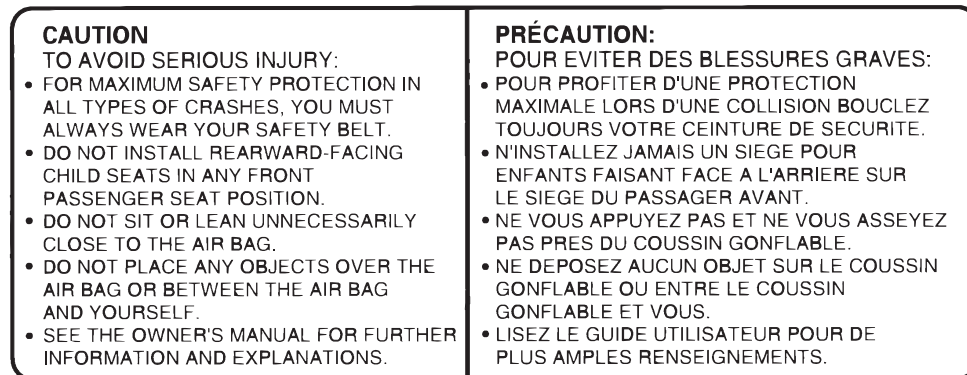 CAUTION
TO AVOID SERIOUS INJURY:
• FOR MAXIMUM SAFETY PROTECTION IN
ALL TYPES OF CRASHES, YOU MUST
ALWAYS WEAR YOUR SAFETY BELT.
• DO NOT INSTALL REARWARD-FACING
CHILD SEATS IN ANY FRONT
PASSENGER SEAT POSITION.
• DO NOT SIT OR LEAN UNNECESSARILY
CLOSE TO THE AIR BAG.
• DO NOT PLACE ANY OBJECTS OVER THE
AIR BAG OR BETWEEN THE AIR BAG
AND YOURSELF.
• SEE THE OWNER'S MANUAL FOR FURTHER
INFORMATION AND EXPLANATIONS.
PRÉCAUTION:
POUR EVITER DES BLESSURES GRAVES:
• POUR PROFITER D'UNE PROTECTION
MAXIMALE LORS D'UNE COLLISION BOUCLEZ
TOUJOURS VOTRE CEINTURE DE SECURITE.
• N'INSTALLEZ JAMAIS UN SIEGE POUR
ENFANTS FAISANT FACE A L'ARRIERE SUR
LE SIEGE DU PASSAGER AVANT.
• NE VOUS APPUYEZ PAS ET NE VOUS ASSEYEZ
PAS PRES DU COUSSIN GONFLABLE.
• NE DEPOSEZ AUCUN OBJET SUR LE COUSSIN
GONFLABLE OU ENTRE LE COUSSIN
GONFLABLE ET VOUS.
• LISEZ LE GUIDE UTILISATEUR POUR DE
PLUS AMPLES RENSEIGNEMENTS.